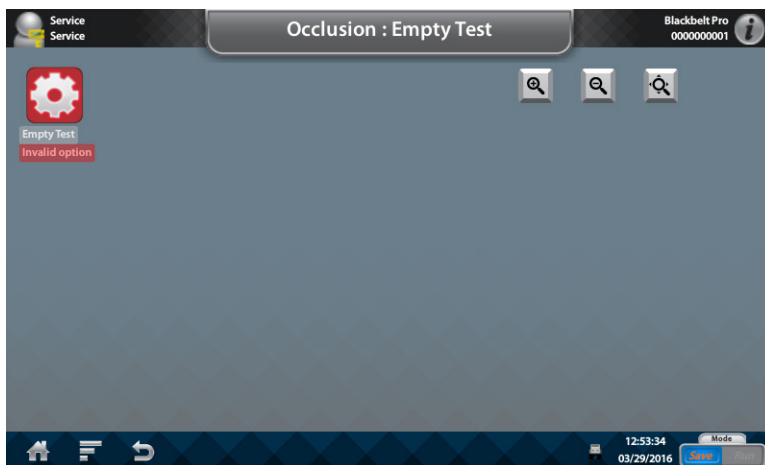 Service
Service
Occlusion : Empty Test
Blackbelt Pro
0000000001
i
Empty Test
Invalid option
12:53:34
03/29/2016
Mode
Save
Run